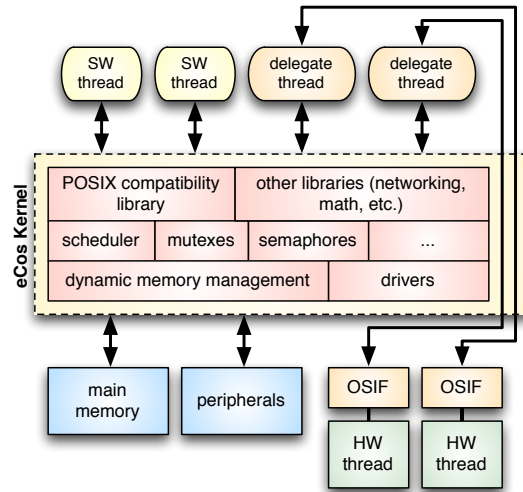 SW
thread
SW
thread
delegate
thread
delegate
thread
eCos Kernel
POSIX compatibility
library
other libraries (networking,
math, etc.)
scheduler
mutexes
semaphores
...
dynamic memory management
drivers
main
memory
peripherals
OSIF
OSIF
HW
thread
HW
thread